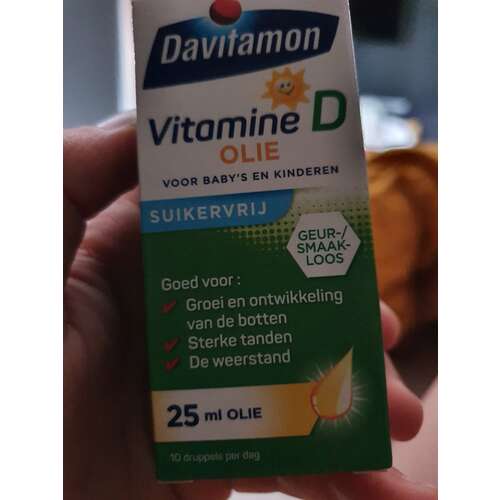 Davitamon
Vitamine D
OLIE
VOOR BABY'S EN KINDEREN
SUIKERVRIJ
GEUR-/
SMAAK-
LOOS
Goed voor :
Groei en ontwikkeling
van de botten
Sterke tanden
De weerstand
25 ml OLIE
10 druppels per dag